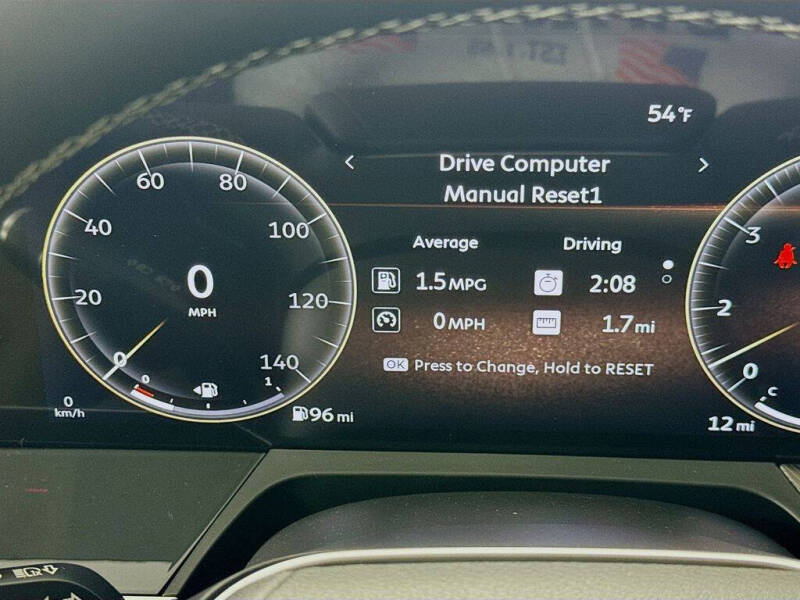 54°F
< Drive Computer >
Manual Reset1
Average Driving
1.5 MPG 2:08
0 MPH 1.7 mi
OK Press to Change, Hold to RESET
0
20
40
60
80
100
120
140
0
MPH
0 1
0
km/h
96 mi
3
2
0
C
12 mi